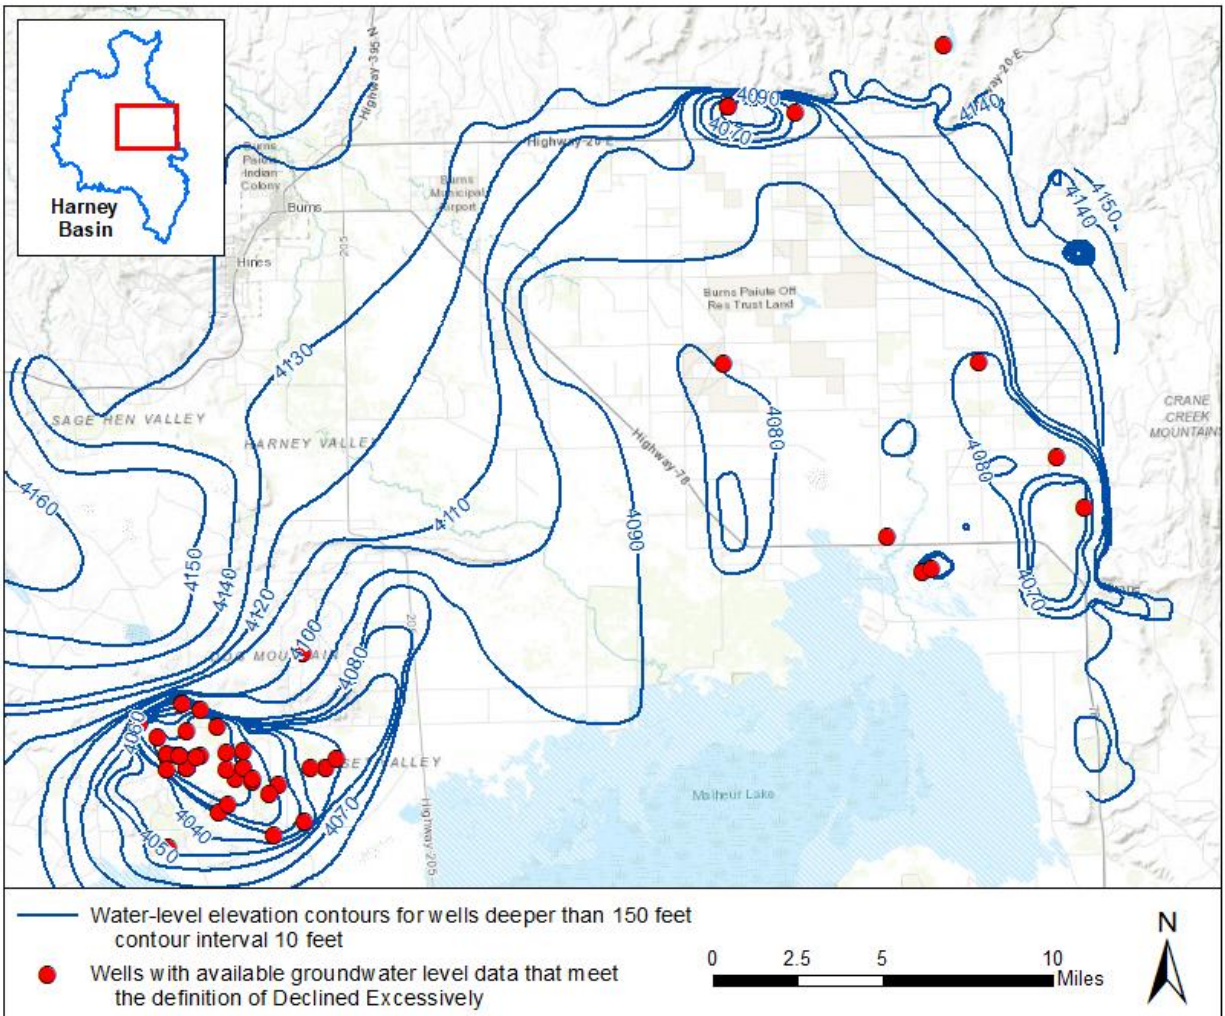 Harney
Basin
Highway 395 N
4090
4070
Highway-20 E
4140
4150
4140
Burns
Paiute
Indian
Colony
Burns
Municipal
Airport
Burns
205
Hines
Burns Paiute Off
Res Trust Land
4130
SAGE HEN VALLEY
HARNEY VALLEY
CRANE
CREEK
MOUNTAINS
Highway-78
4080
4080
4160
4110
4090
4150
4140
4120
4100
4070
4080
4060
Malheur Lake
4040
4050
4070
Highway-205
Water-level elevation contours for wells deeper than 150 feet
contour interval 10 feet
Wells with available groundwater level data that meet
the definition of Declined Excessively
0 2.5 5 10
Miles
N